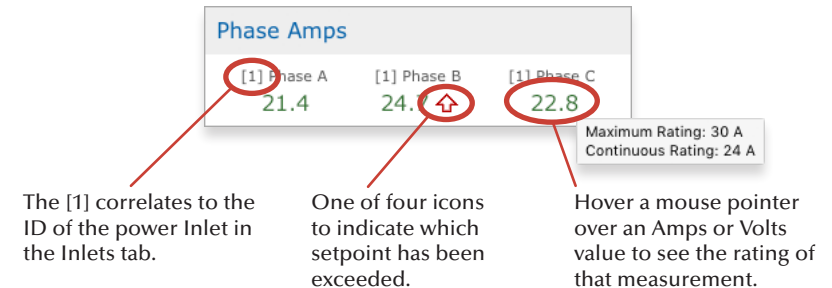 Phase Amps
[1] Phase A
[1] Phase B
[1] Phase C
21.4
24.7
22.8
Maximum Rating: 30 A
Continuous Rating: 24 A
The [1] correlates to the
ID of the power Inlet in
the Inlets tab.
One of four icons
to indicate which
setpoint has been
exceeded.
Hover a mouse pointer
over an Amps or Volts
value to see the rating of
that measurement.